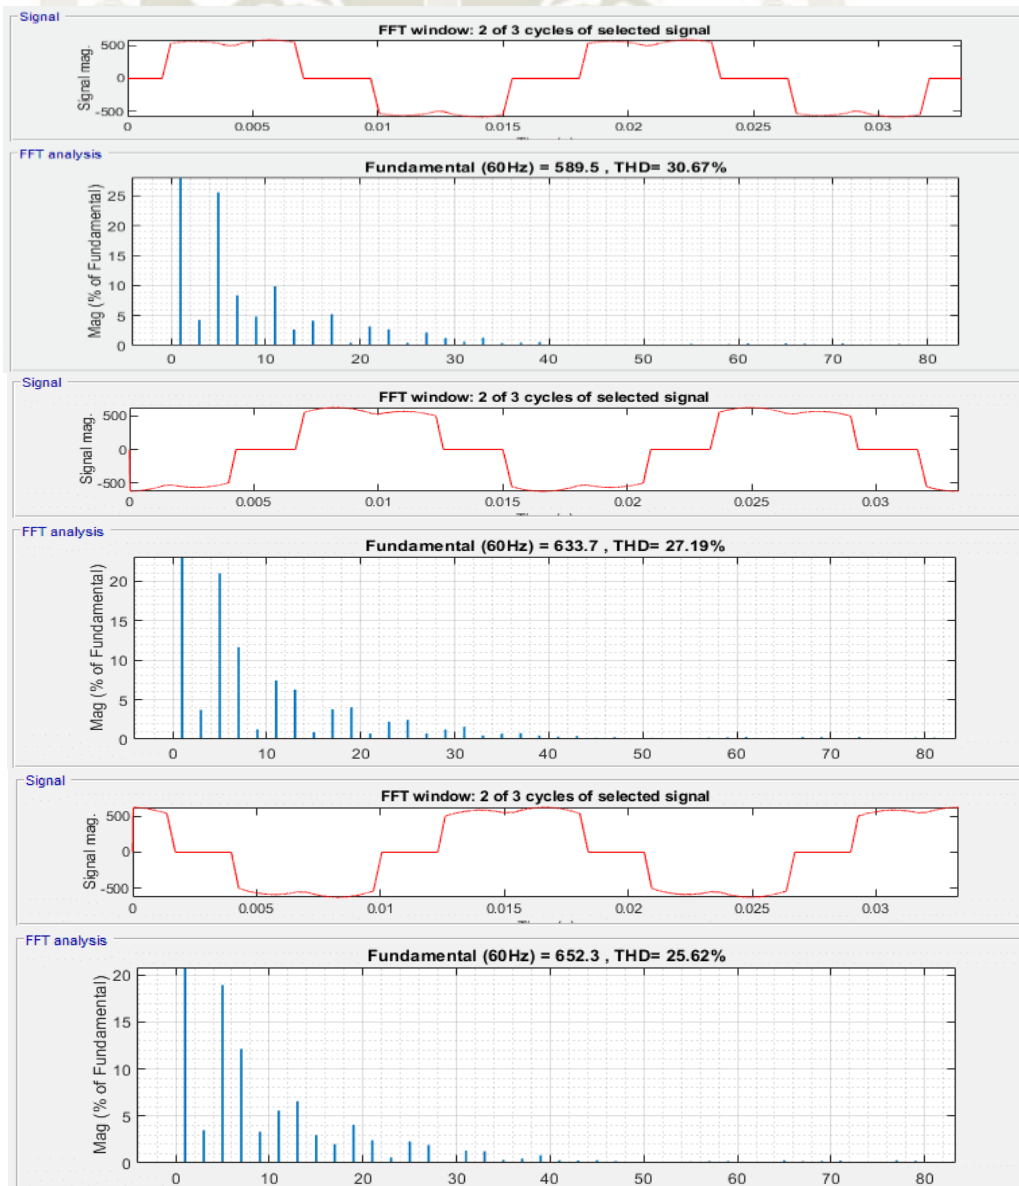 Signal
FFT window: 2 of 3 cycles of selected signal
Signal mag.
500
0
-500
0 0.005 0.01 0.015 0.02 0.025 0.03
FFT analysis
Fundamental (60Hz) = 589.5 , THD= 30.67%
Mag (% of Fundamental)
25
20
15
10
5
0
0 10 20 30 40 50 60 70 80
Signal
FFT window: 2 of 3 cycles of selected signal
Signal mag.
500
0
-500
0 0.005 0.01 0.015 0.02 0.025 0.03
FFT analysis
Fundamental (60Hz) = 633.7 , THD= 27.19%
Mag (% of Fundamental)
20
15
10
5
0
0 10 20 30 40 50 60 70 80
Signal
FFT window: 2 of 3 cycles of selected signal
Signal mag.
500
0
-500
0 0.005 0.01 0.015 0.02 0.025 0.03
FFT analysis
Fundamental (60Hz) = 652.3 , THD= 25.62%
Mag (% of Fundamental)
20
15
10
5
0
0 10 20 30 40 50 60 70 80